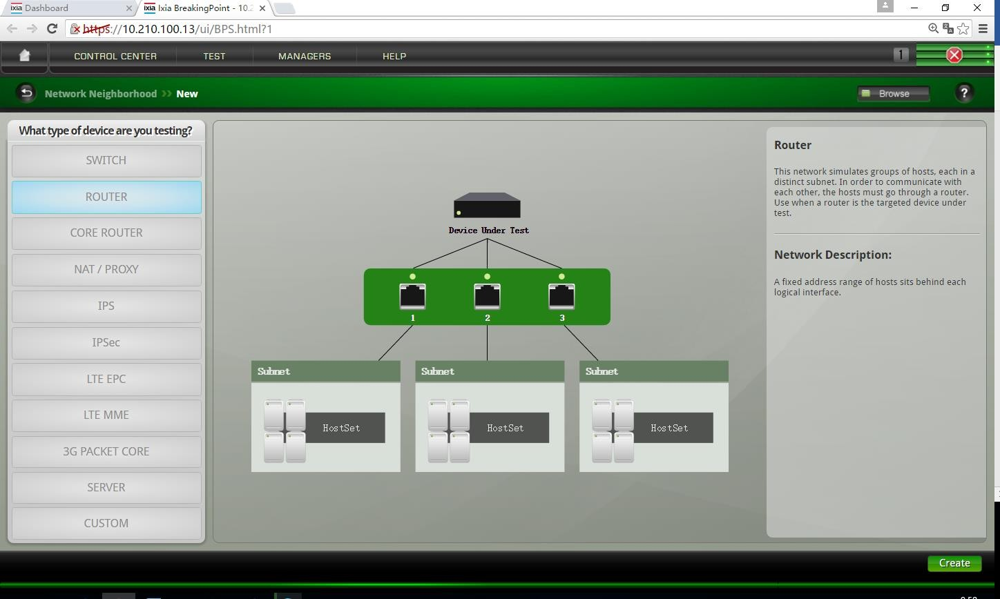 ixia Dashboard
ixia Ixia BreakingPoint - 10.2
https://10.210.100.13/ui/BPS.html?1
CONTROL CENTER
TEST
MANAGERS
HELP
1
Network Neighborhood
New
Browse
?
What type of device are you testing?
SWITCH
ROUTER
CORE ROUTER
NAT / PROXY
IPS
IPSec
LTE EPC
LTE MME
3G PACKET CORE
SERVER
CUSTOM
Device Under Test
1 2 3
Subnet Subnet Subnet
HostSet HostSet HostSet
Router
This network simulates groups of hosts, each in a
distinct subnet. In order to communicate with
each other, the hosts must go through a router.
Use when a router is the targeted device under
test.
Network Description:
A fixed address range of hosts sits behind each
logical interface.
Create